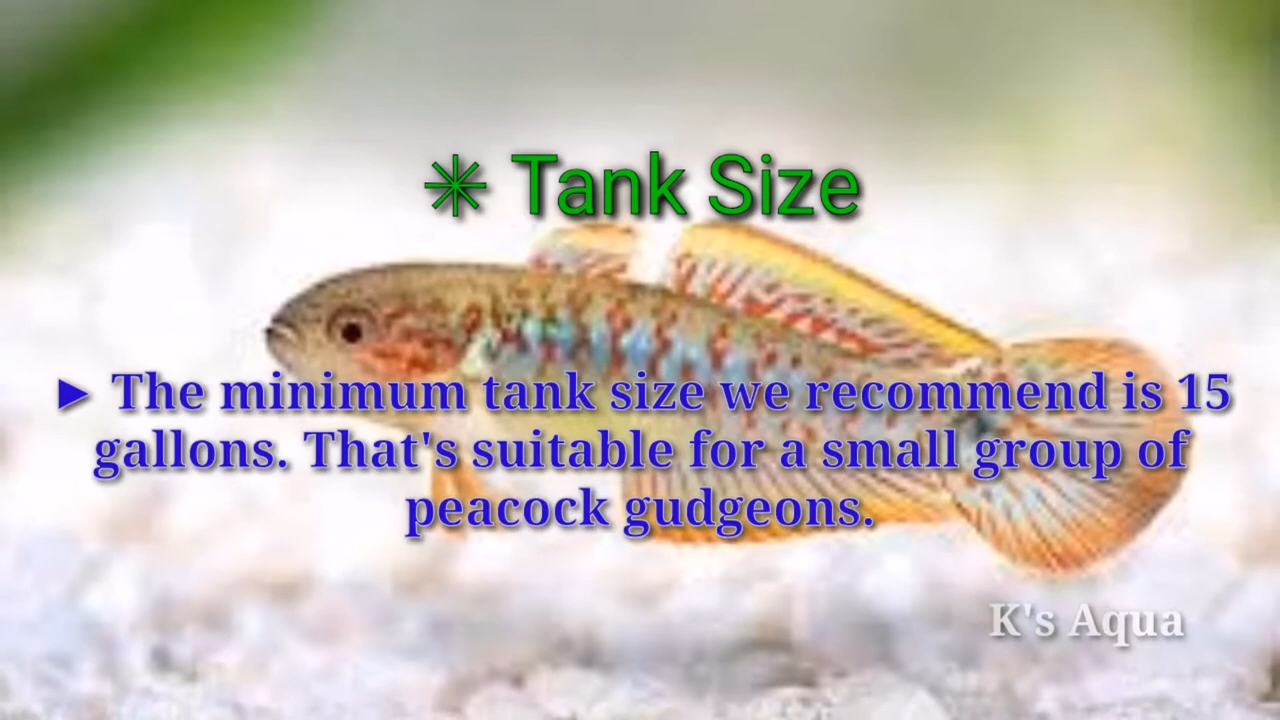 ✳ Tank Size
► The minimum tank size we recommend is 15
gallons. That's suitable for a small group of
peacock gudgeons.
K's Aqua